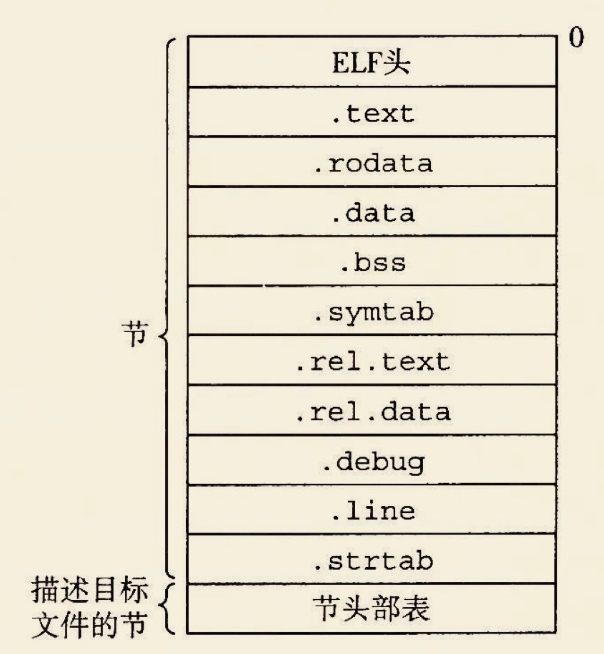 0
ELF头
.text
.rodata
.data
.bss
.symtab
节
.rel.text
.rel.data
.debug
.line
.strtab
描述目标
文件的节
节头部表